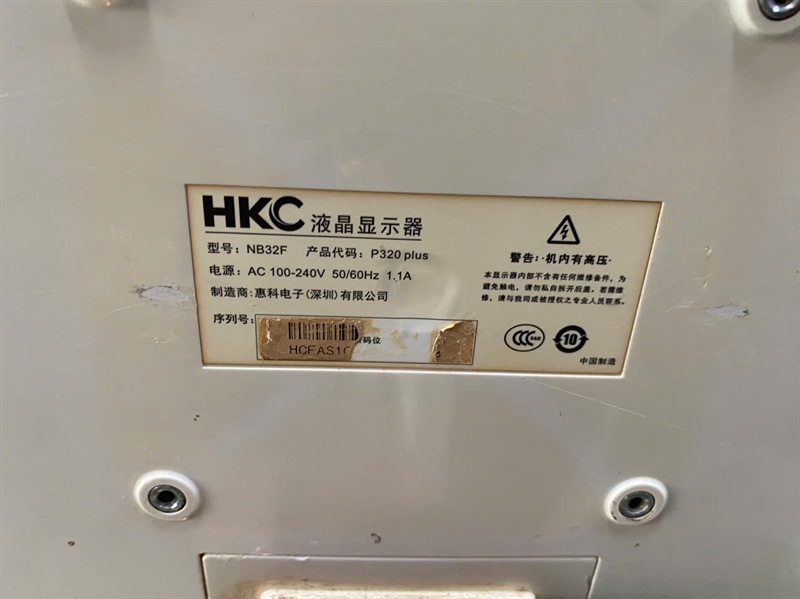 HKC 液晶显示器
型号: NB32F 产品代码: P320 plus
电源: AC 100-240V 50/60Hz 1.1A
制造商: 惠科电子(深圳)有限公司
序列号:
码位
HCFAS1
警告: ·机内有高压·
本显示器内部不含有任何维修备件，为
避免触电，请勿私自拆开后盖。若需维
修，请与我司或被授权之专业人员联系。
CCC S&E
10
中国制造